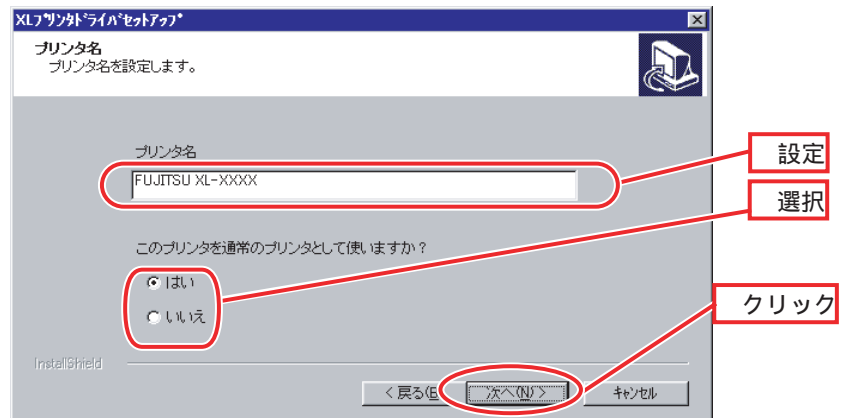 XLプリンタドライバセットアップ
プリンタ名
プリンタ名を設定します。
プリンタ名
FUJITSU XL-XXXX
設定
選択
このプリンタを通常のプリンタとして使いますか?
はい
いいえ
クリック
InstallShield
< 戻る(B
次へ(N) >
キャンセル